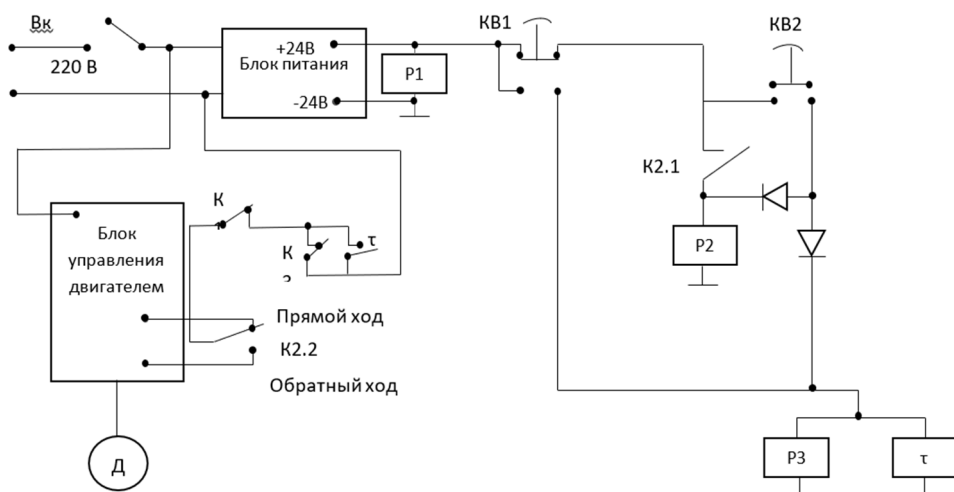 Вк
220 В
+24В
Блок питания
-24В
Р1
КВ1
КВ2
К2.1
Р2
Блок
управления
двигателем
К
К
τ
Прямой ход
К2.2
Обратный ход
Д
Р3
τ